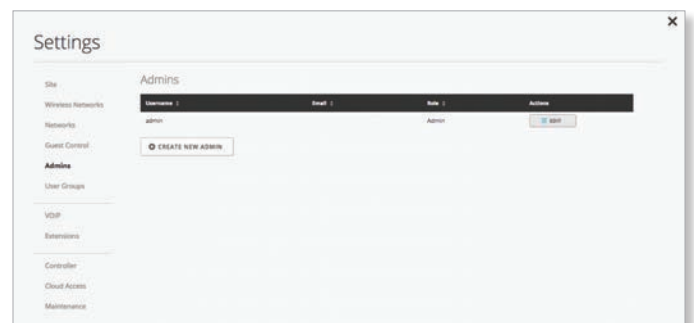 Settings
Site
Wireless Networks
Networks
Guest Control
Admins
User Groups
VOIP
Extensions
Controller
Cloud Access
Maintenance
Admins
Username Email Role Actions
admin Admin EDIT
CREATE NEW ADMIN